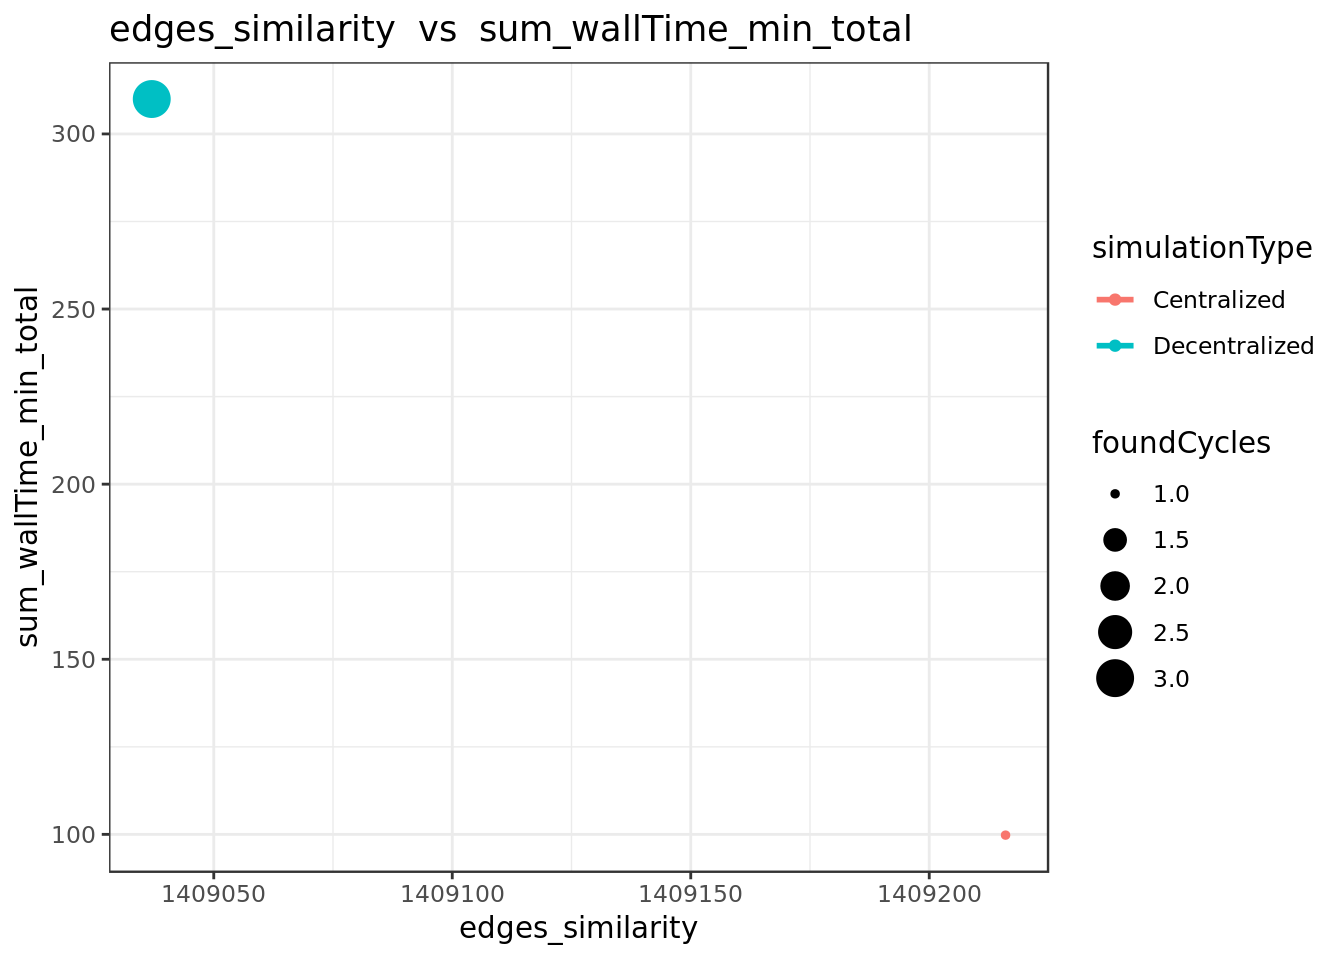 edges_similarity vs sum_wallTime_min_total
sum_wallTime_min_total
300
250
200
150
100
1409050
1409100
1409150
1409200
edges_similarity
simulationType
Centralized
Decentralized
foundCycles
1.0
1.5
2.0
2.5
3.0